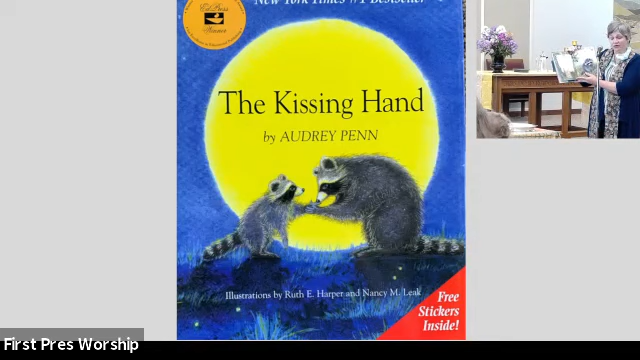 New York Times #1 Bestseller
The Kissing Hand
by AUDREY PENN
Illustrations by Ruth E. Harper and Nancy M. Leak
Free
Stickers
Inside!
First Pres Worship